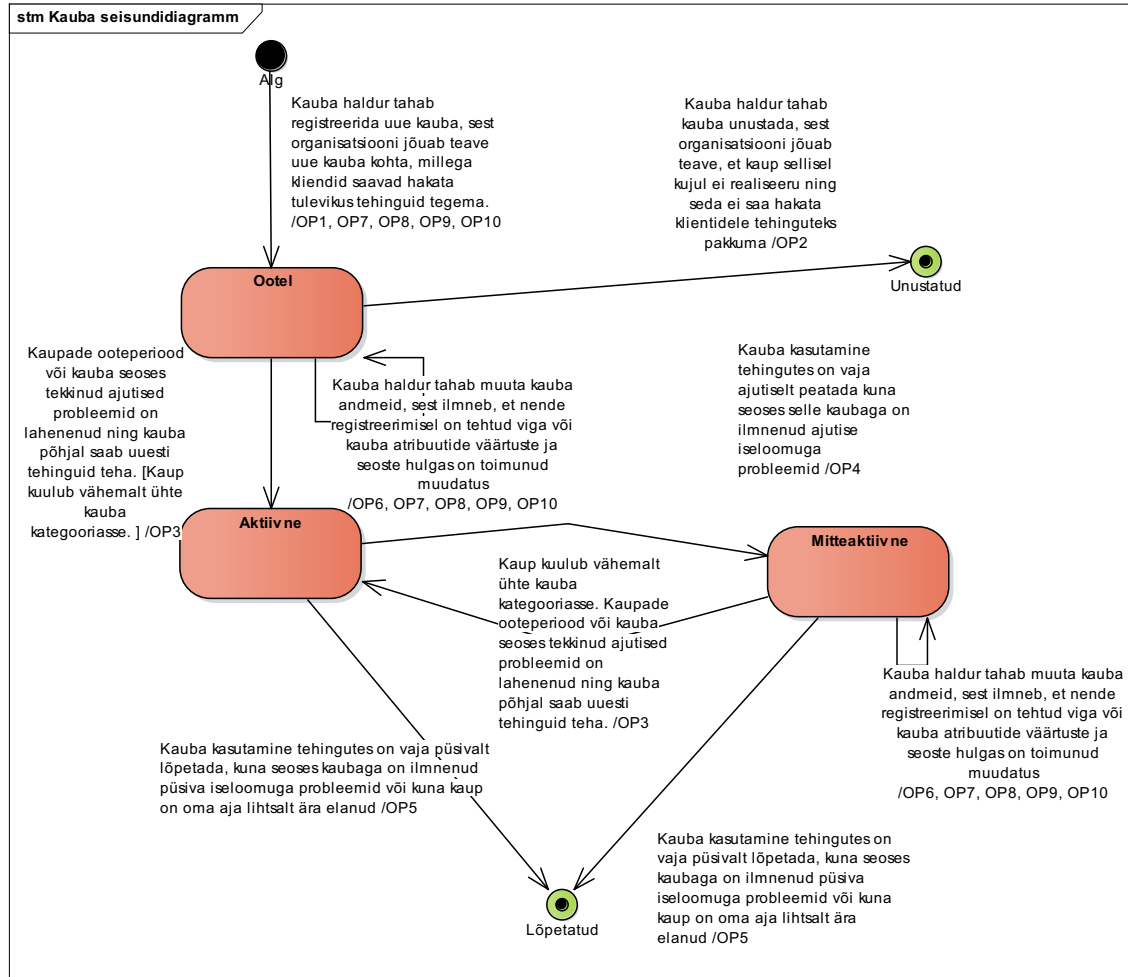 stm Kauba seisundidiagramm
Alg
Kauba haldur tahab
registreerida uue kauba, sest
organisatsiooni jõuab teave
uue kauba kohta, millega
kliendid saavad hakata
tulevikus tehinguid tegema.
/OP1, OP7, OP8, OP9, OP10
Kauba haldur tahab
kauba unustada, sest
organisatsiooni jõuab
teave, et kaup sellisel
kujul ei realiseeru ning
seda ei saa hakata
klientidele tehinguteks
pakkuma /OP2
Ootel
Unustatud
Kaupade ooteperiood
või kauba seoses
tekkinud ajutised
probleemid on
lahenenud ning kauba
põhjal saab uuesti
tehinguid teha. [Kaup
kuulub vähemalt ühte
kauba
kategooriasse. ] /OP3
Kauba haldur tahab muuta kauba
andmeid, sest ilmneb, et nende
registreerimisel on tehtud viga või
kauba atribuutide väärtuste ja
seoste hulgas on toimunud
muudatus
/OP6, OP7, OP8, OP9, OP10
Kauba kasutamine
tehingutes on vaja
ajutiselt peatada kuna
seoses selle kaubaga on
ilmnenud ajutise
iseloomuga
probleemid /OP4
Aktiivne
Mitteaktiivne
Kaup kuulub vähemalt
ühte kauba
kategooriasse. Kaupade
ooteperiood või kauba
seoses tekkinud ajutised
probleemid on
lahenenud ning kauba
põhjal saab uuesti
tehinguid teha. /OP3
Kauba haldur tahab muuta kauba
andmeid, sest ilmneb, et nende
registreerimisel on tehtud viga või
kauba atribuutide väärtuste ja
seoste hulgas on toimunud
muudatus
/OP6, OP7, OP8, OP9, OP10
Kauba kasutamine tehingutes on vaja püsivalt
lõpetada, kuna seoses kaubaga on ilmnenud
püsiva iseloomuga probleemid või kuna kaup
on oma aja lihtsalt ära elanud /OP5
Kauba kasutamine tehingutes on
vaja püsivalt lõpetada, kuna seoses
kaubaga on ilmnenud püsiva
iseloomuga probleemid või kuna
kaup on oma aja lihtsalt ära
elanud /OP5
Lõpetatud